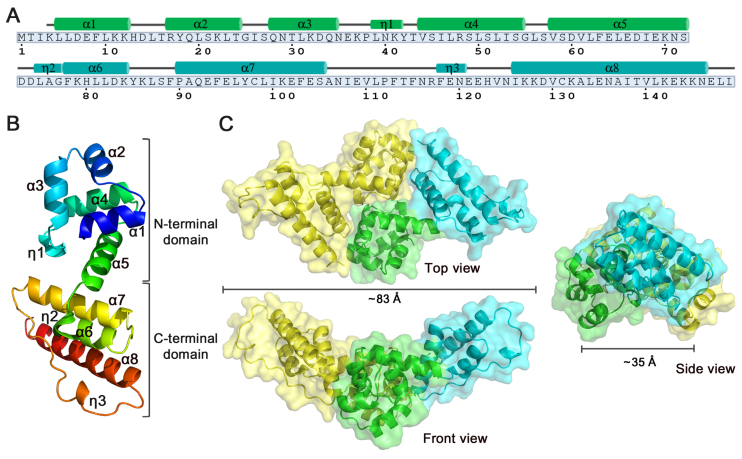 A
α1 α2 α3 η1 α4 α5
MTIKLLDEFLKKHDLTRYQLSKLTGISQNTLKDQNEKPLNKYTVSILRSLSLISGLSVSDVLFELEDIEKNS
1 10 20 30 40 50 60 70
η2 α6 α7 η3 α8
DDLAGFKHLLDKYKLSFPAQEFELYCLIKEFESANIEVLPFTFNRFENEEHVNIKKDVCKALENAITVLKEKKNELI
80 90 100 110 120 130 140
B
α2
α3
α4
α1
η1
α5
N-terminal
domain
α7
η2
α6
α8
η3
C-terminal
domain
C
Top view
~83 Å
Front view
~35 Å
Side view